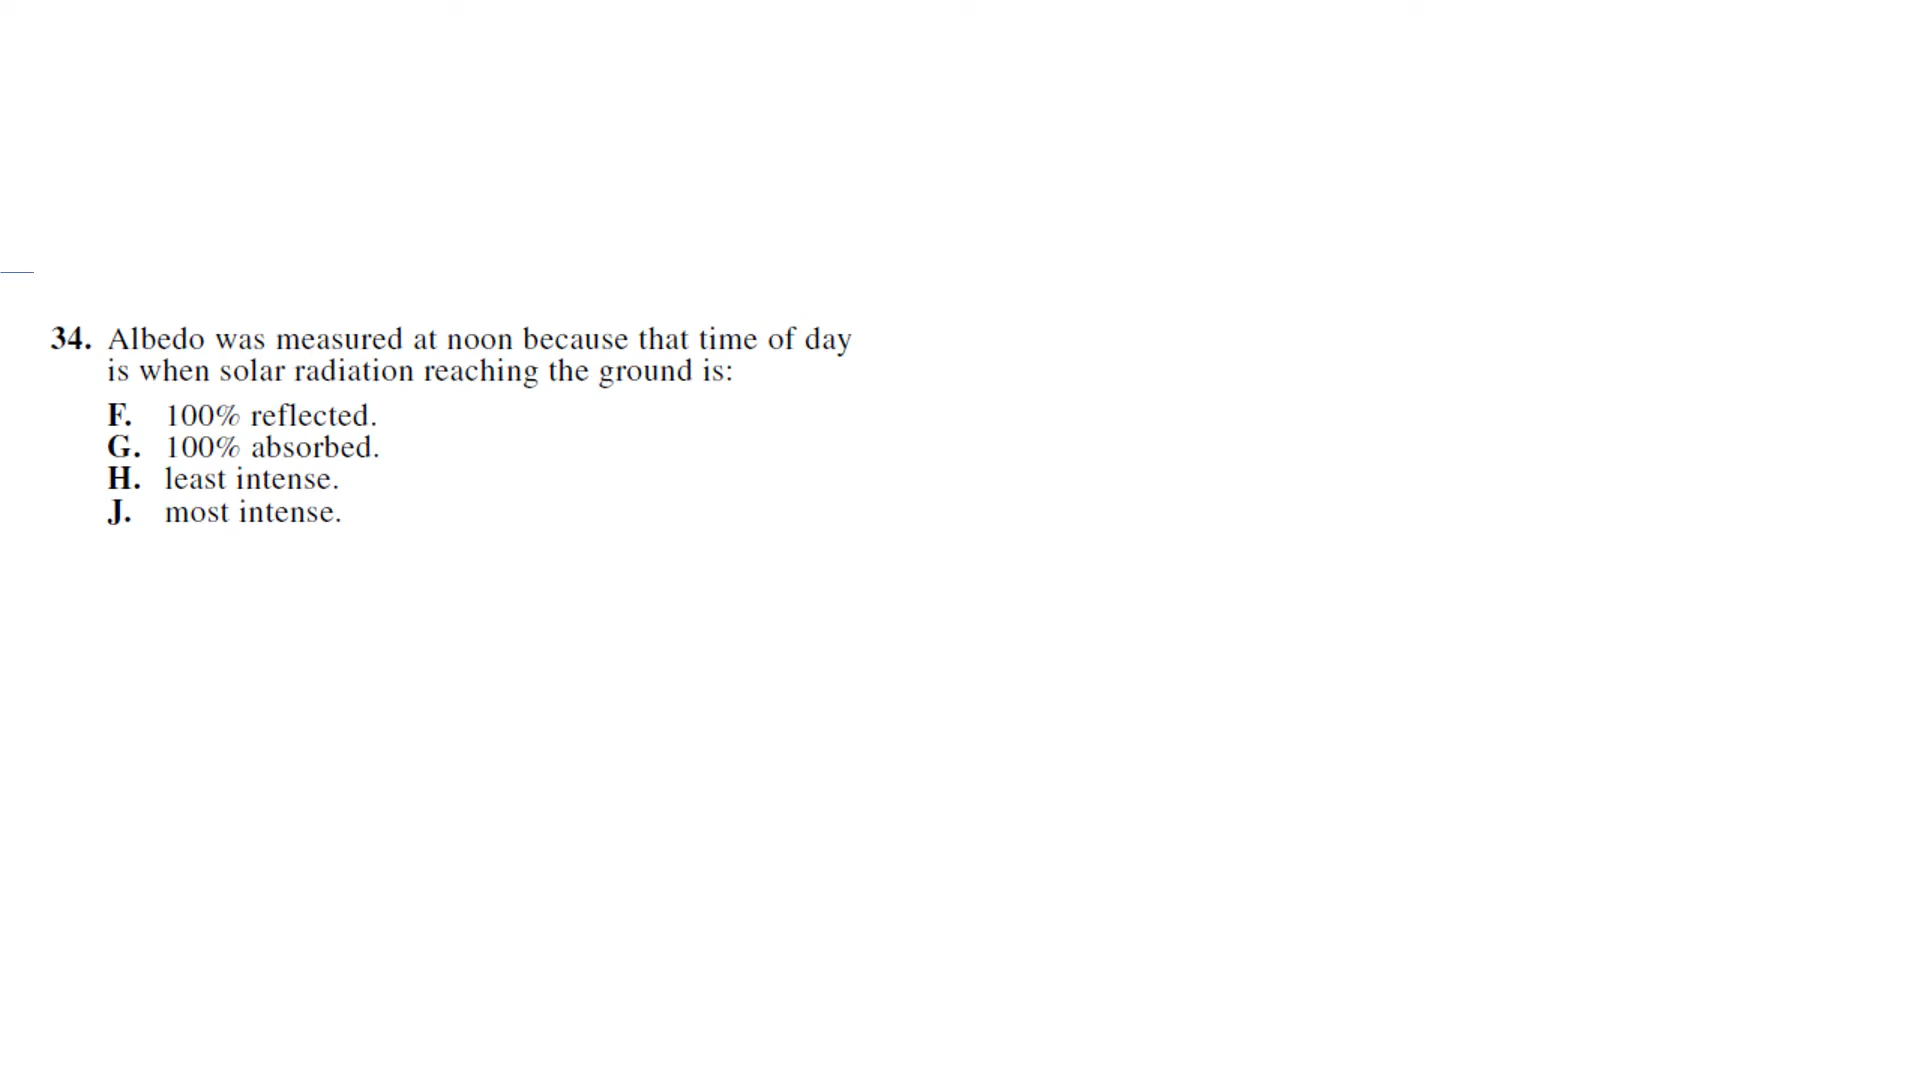 34. Albedo was measured at noon because that time of day
is when solar radiation reaching the ground is:
F. 100% reflected.
G. 100% absorbed.
H. least intense.
J. most intense.